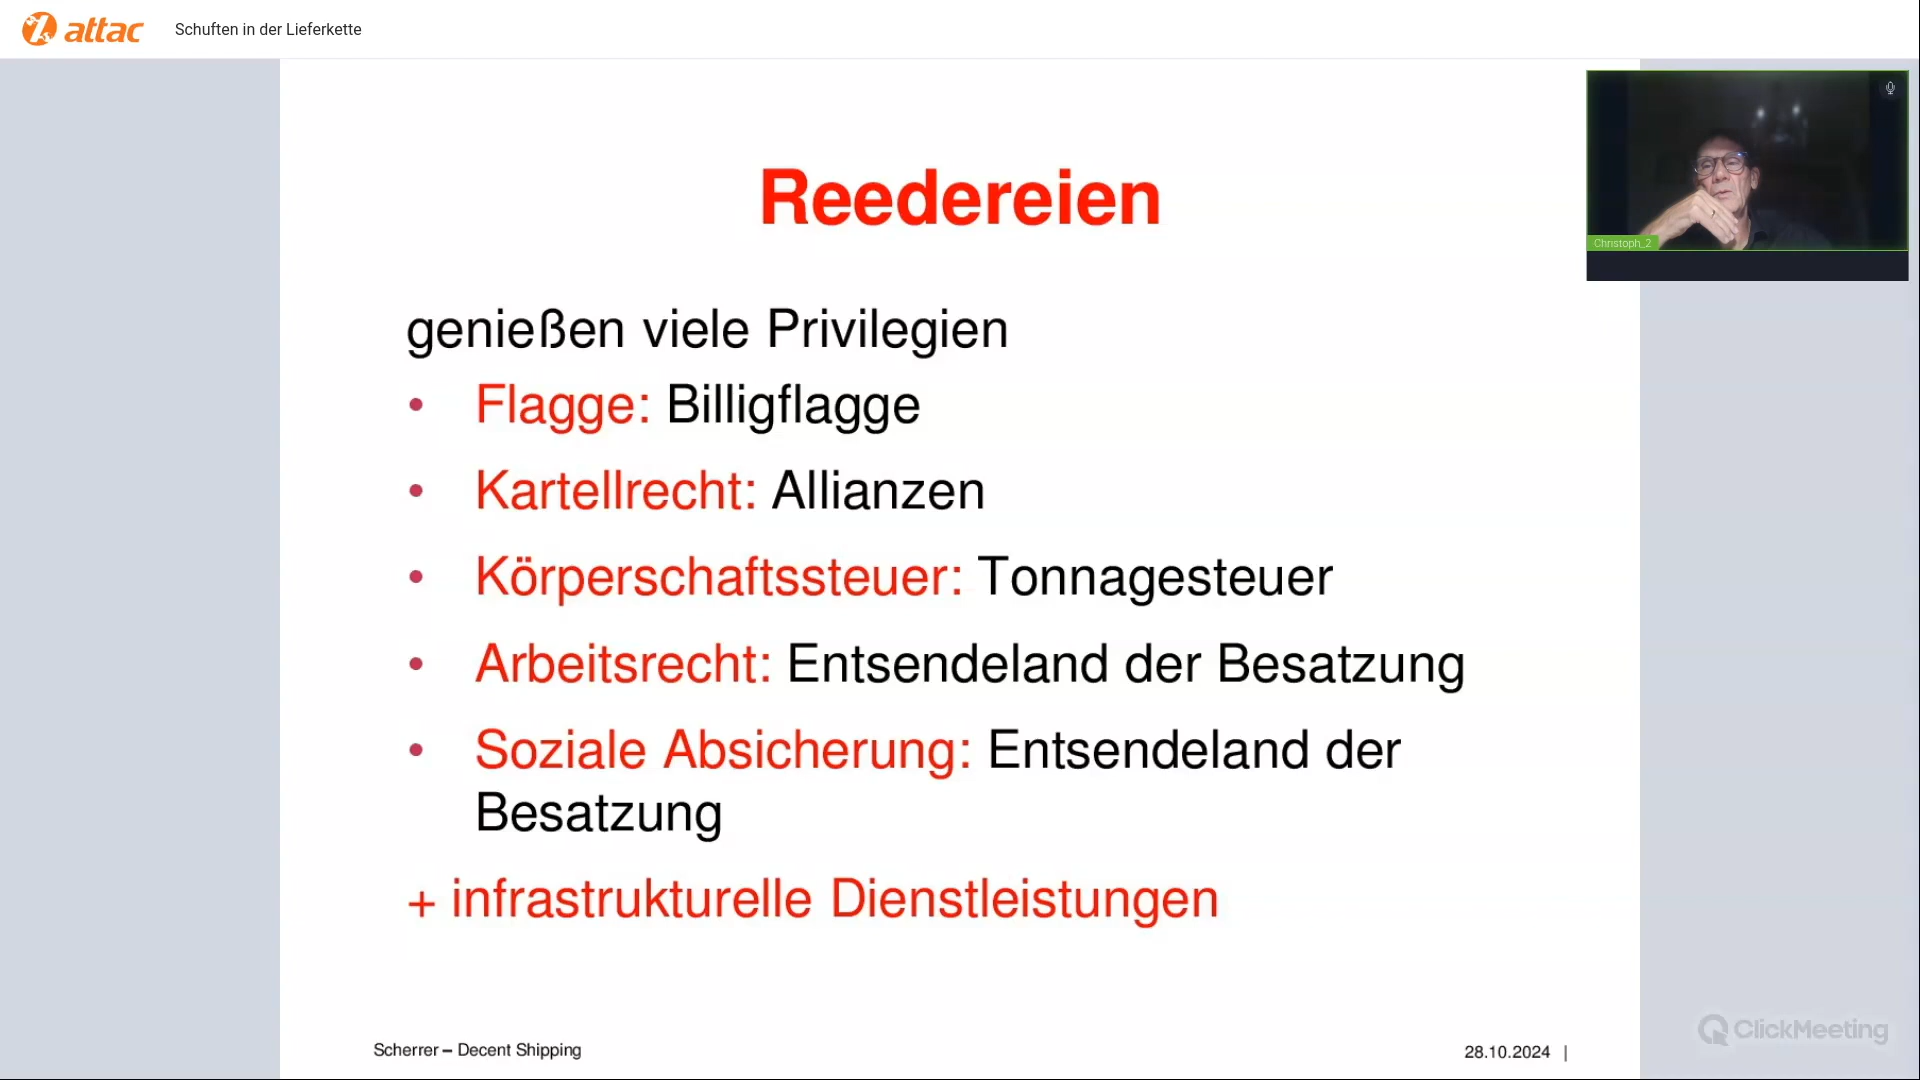 attac Schuften in der Lieferkette
Reedereien
Christoph_2
genießen viele Privilegien
• Flagge: Billigflagge
• Kartellrecht: Allianzen
• Körperschaftssteuer: Tonnagesteuer
• Arbeitsrecht: Entsendeland der Besatzung
• Soziale Absicherung: Entsendeland der
Besatzung
+ infrastrukturelle Dienstleistungen
ClickMeeting
Scherrer – Decent Shipping 28.10.2024 |